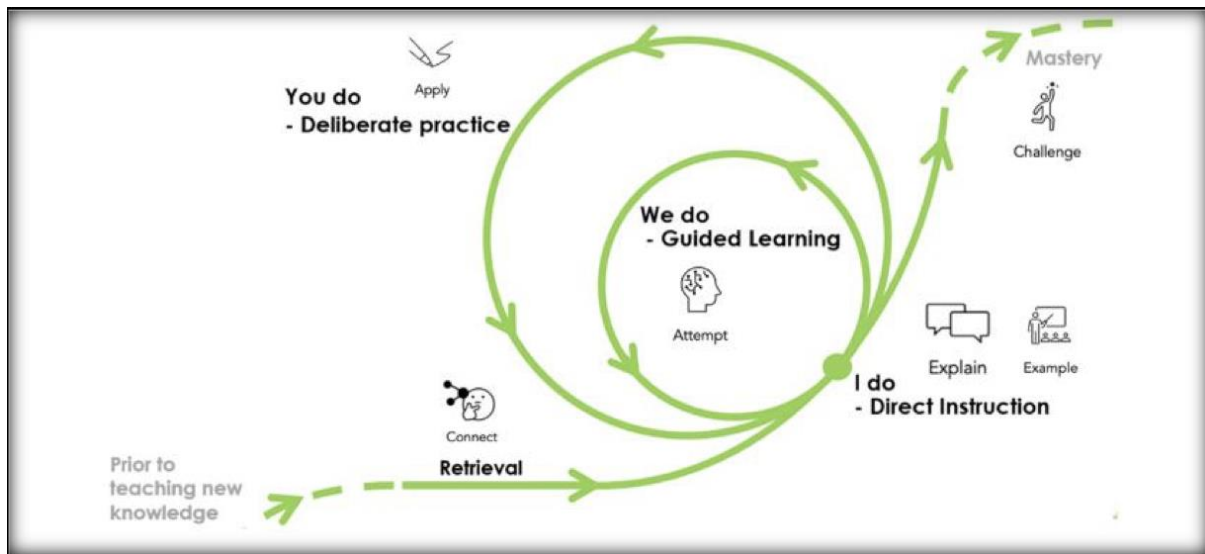 Apply
You do
- Deliberate practice
We do
- Guided Learning
Attempt
Connect
Retrieval
Prior to
teaching new
knowledge
Mastery
Challenge
Explain
Example
I do
- Direct Instruction